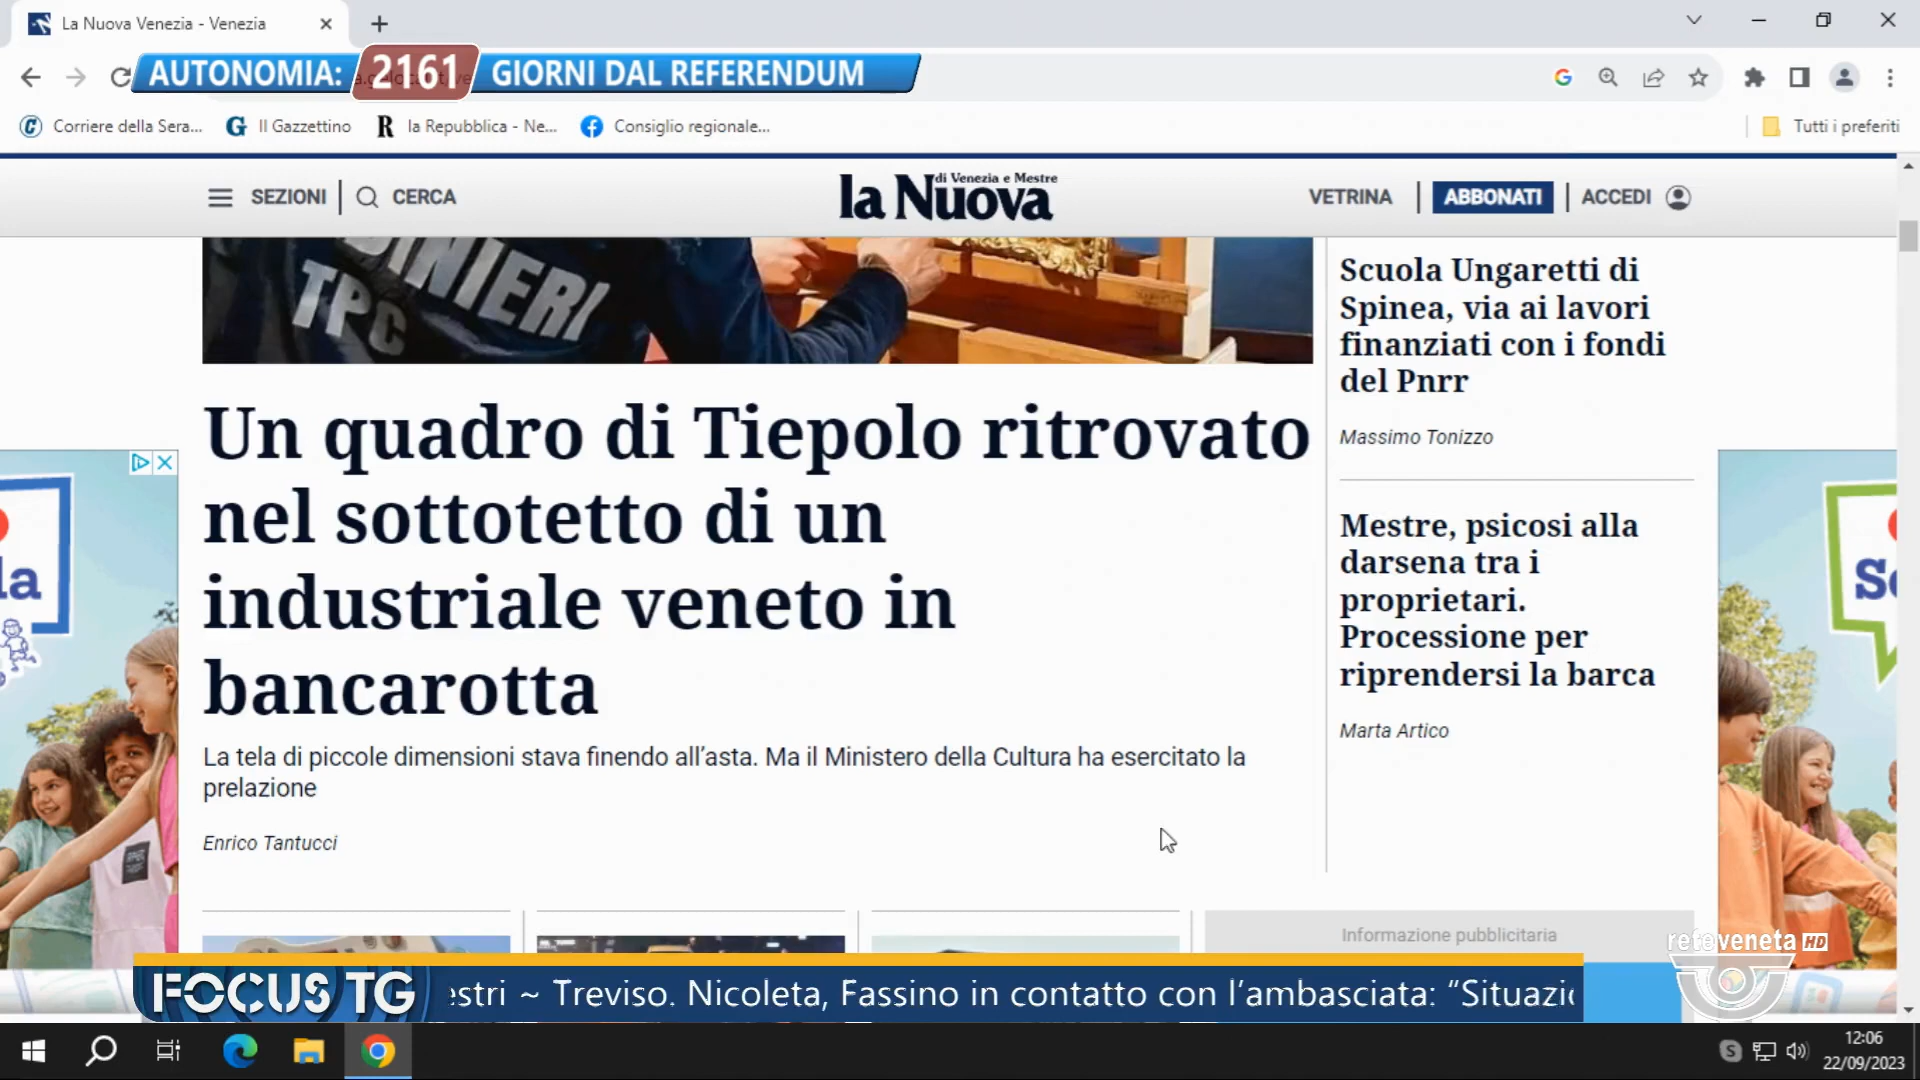 La Nuova Venezia - Venezia
AUTONOMIA: 2161 GIORNI DAL REFERENDUM
Corriere della Sera...
Il Gazzettino
la Repubblica - Ne...
Consiglio regionale...
Tutti i preferiti
SEZIONI
CERCA
di Venezia e Mestre
la Nuova
VETRINA
ABBONATI
ACCEDI
TPC
Un quadro di Tiepolo ritrovato
nel sottotetto di un
industriale veneto in
bancarotta
La tela di piccole dimensioni stava finendo all'asta. Ma il Ministero della Cultura ha esercitato la
prelazione
Enrico Tantucci
Scuola Ungaretti di
Spinea, via ai lavori
finanziati con i fondi
del Pnrr
Massimo Tonizzo
Mestre, psicosi alla
darsena tra i
proprietari.
Processione per
riprendersi la barca
Marta Artico
Informazione pubblicitaria
reteveneta HD
FOCUS TG
estri ~ Treviso. Nicoleta, Fassino in contatto con l'ambasciata: “Situazio
12:06
22/09/2023